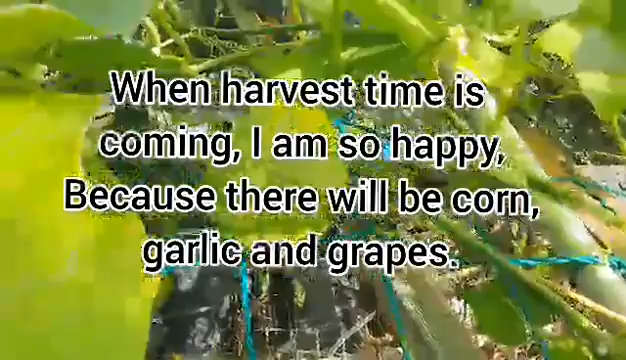 When harvest time is
coming, I am so happy,
Because there will be corn,
garlic and grapes.